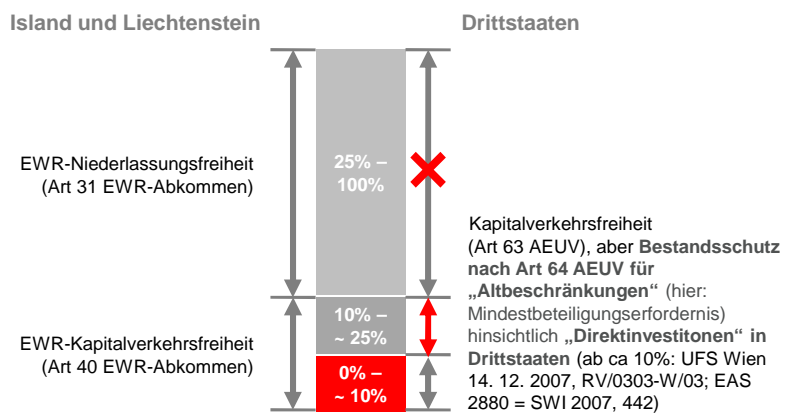 Island und Liechtenstein
Drittstaaten
EWR-Niederlassungsfreiheit
(Art 31 EWR-Abkommen)
25% –
100%
10% –
~ 25%
EWR-Kapitalverkehrsfreiheit
(Art 40 EWR-Abkommen)
0% –
~ 10%
Kapitalverkehrsfreiheit
(Art 63 AEUV), aber Bestandsschutz
nach Art 64 AEUV für
„Altbeschränkungen“ (hier:
Mindestbeteiligungserfordernis)
hinsichtlich „Direktinvestitonen“ in
Drittstaaten (ab ca 10%: UFS Wien
14. 12. 2007, RV/0303-W/03; EAS
2880 = SWI 2007, 442)